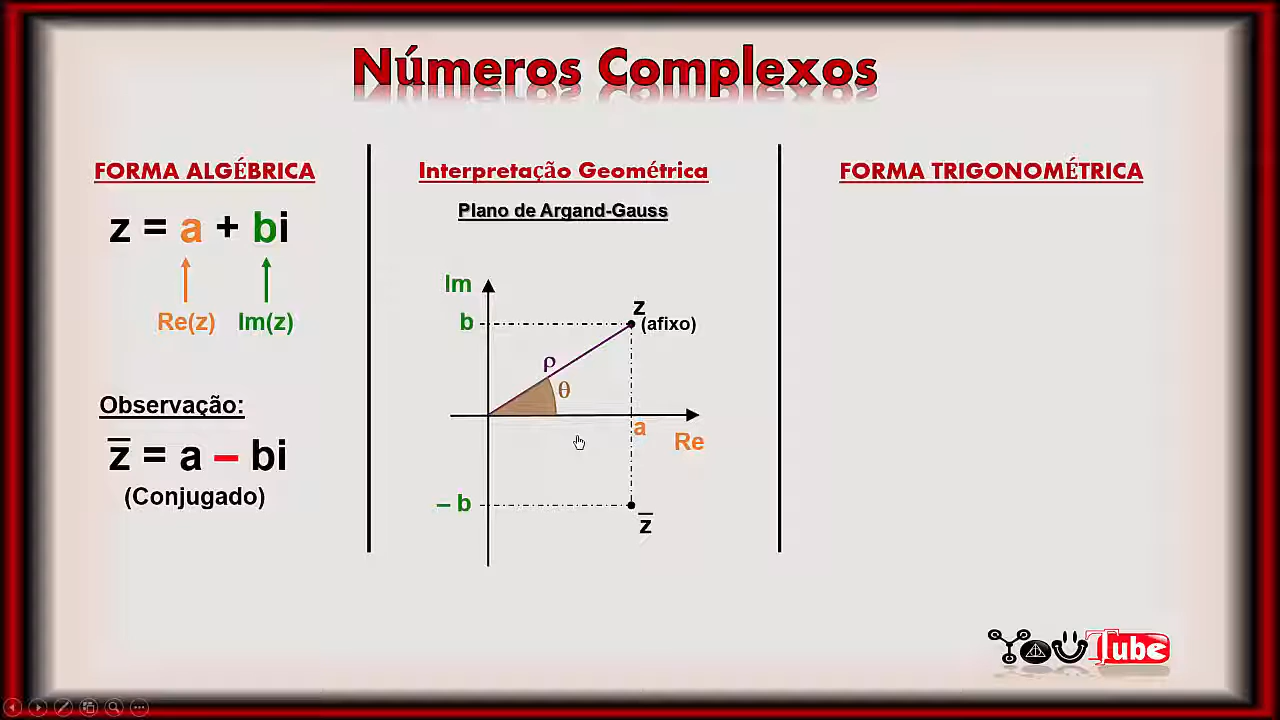 Números Complexos
FORMA ALGÉBRICA
z = a + bi
Re(z) Im(z)
Observação:
z̅ = a – bi
(Conjugado)
Interpretação Geométrica
Plano de Argand-Gauss
Im
b
z
(afixo)
ρ
θ
a
Re
– b
z̅
FORMA TRIGONOMÉTRICA
YouTube